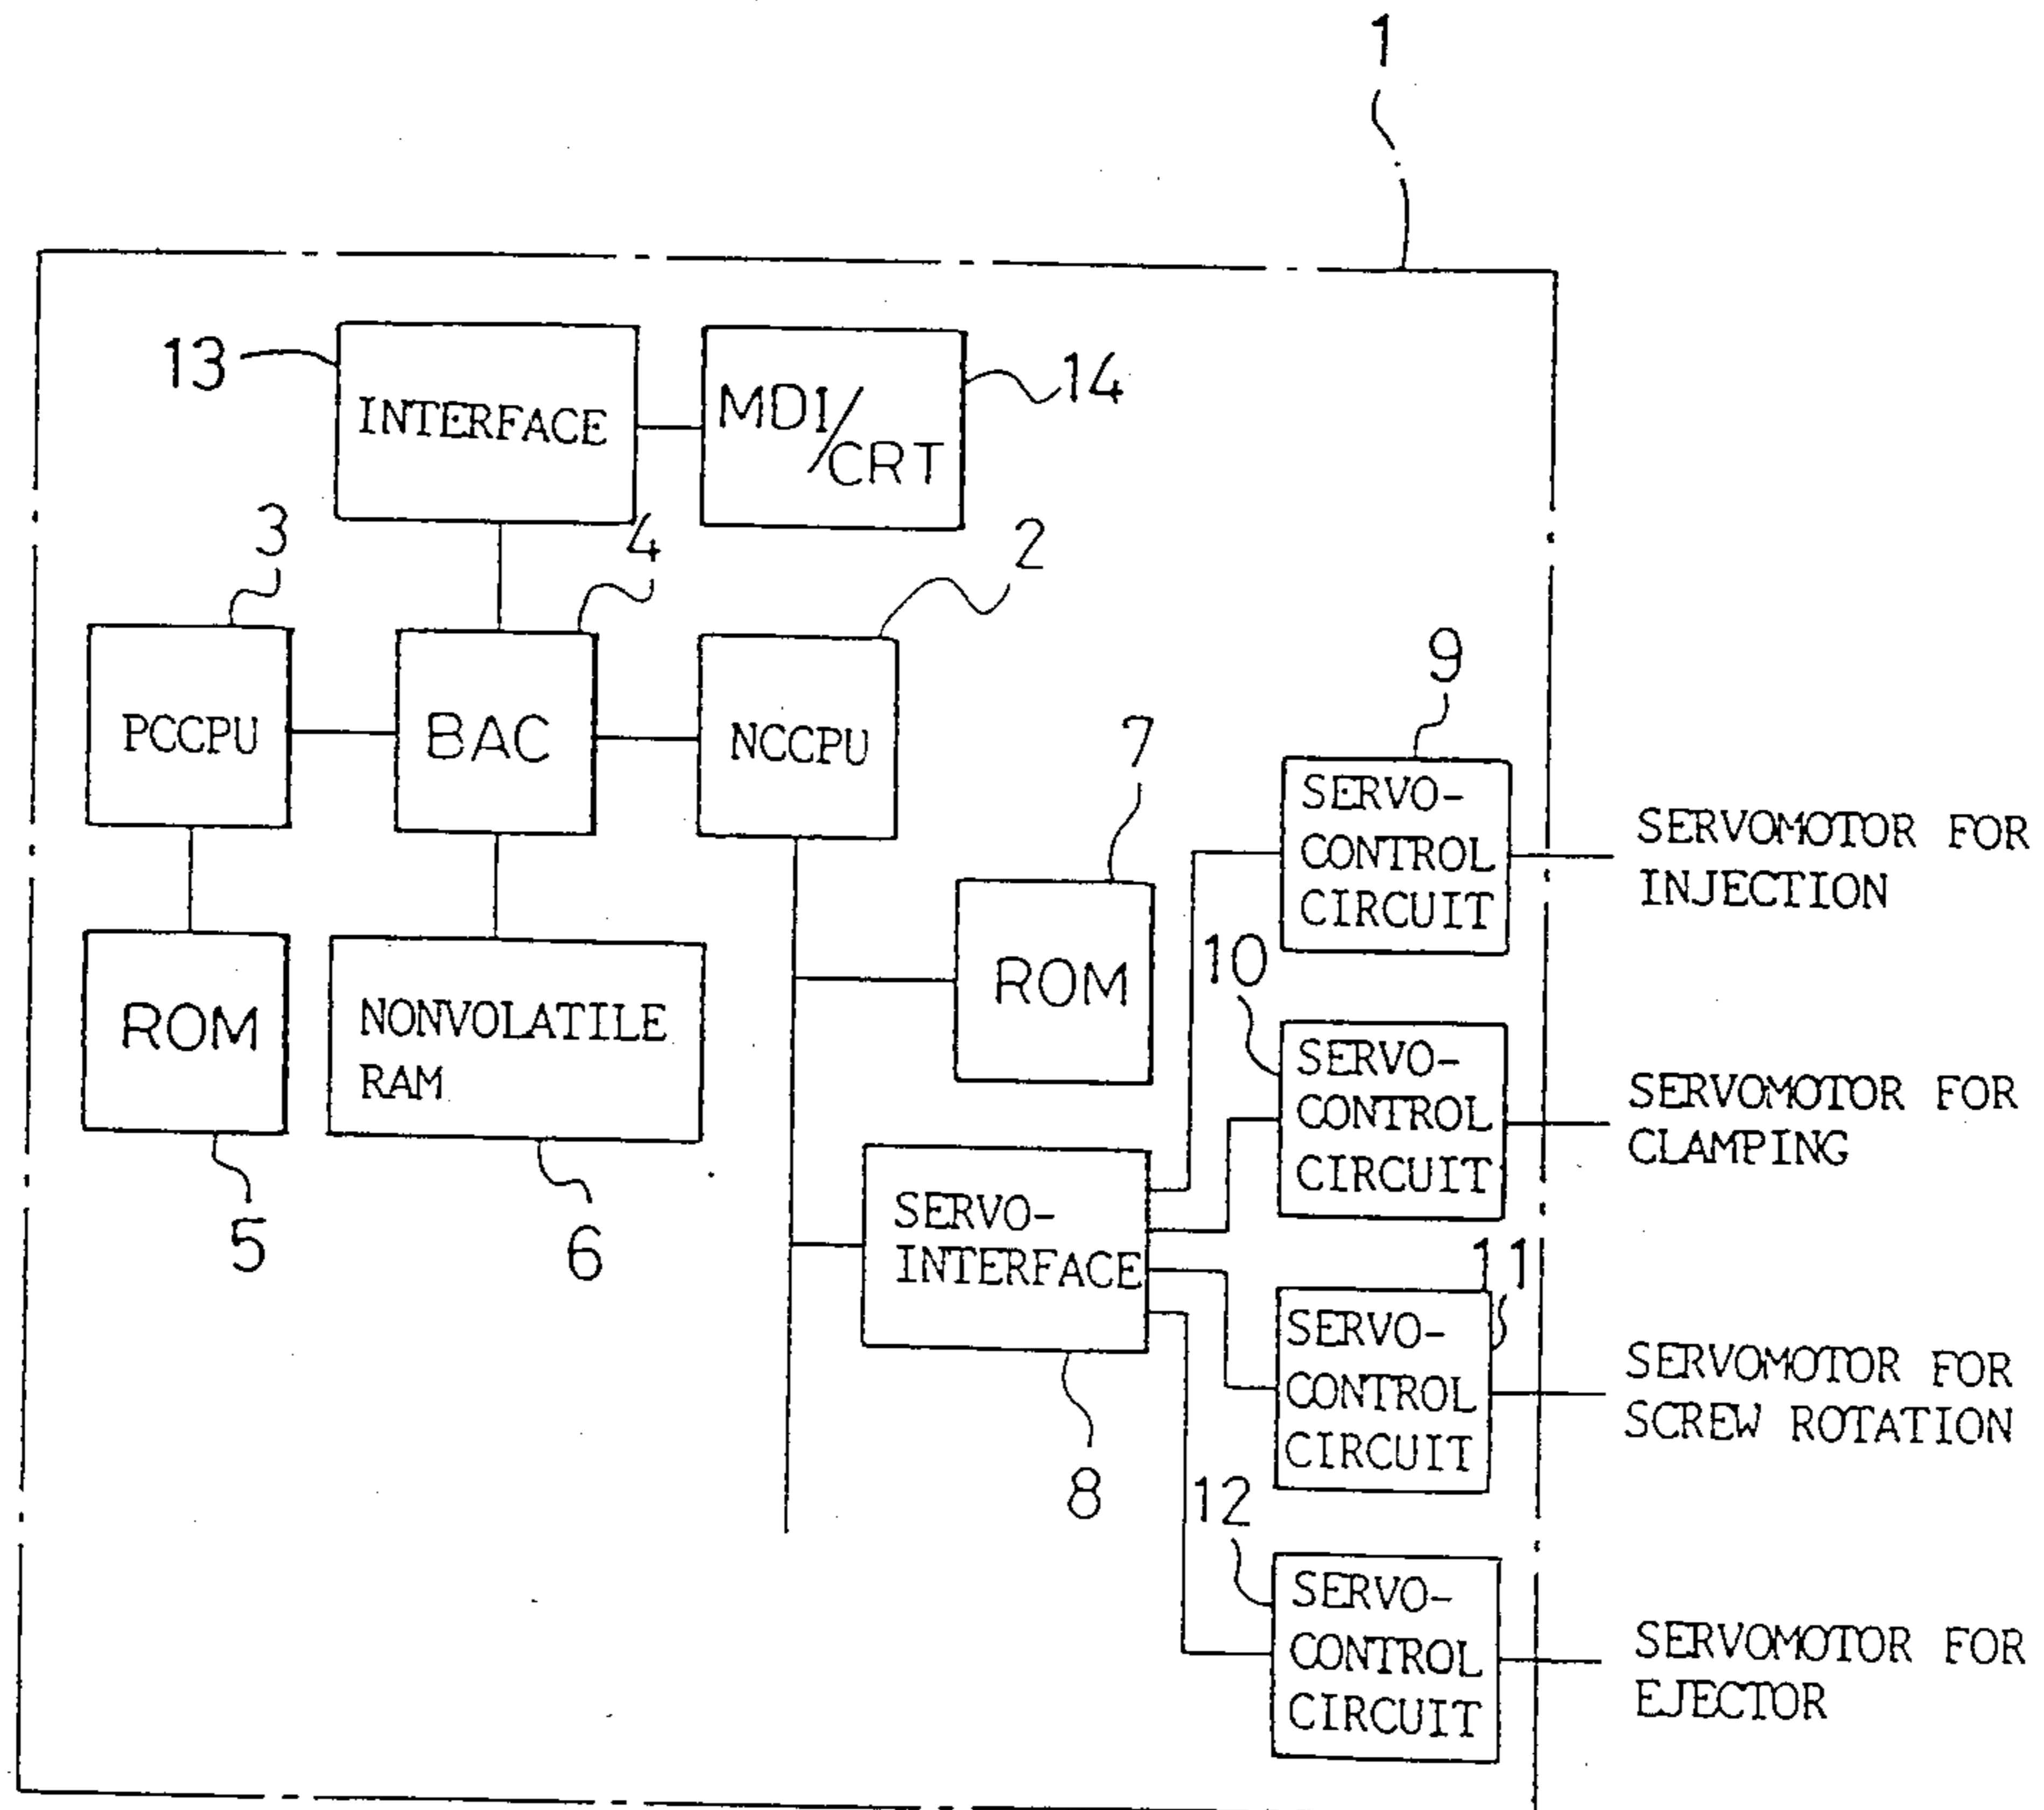 1
13
INTERFACE
MDI/CRT
14
3
4
2
PCCPU
BAC
NCCPU
7
9
SERVO-
CONTROL
CIRCUIT
SERVOMOTOR FOR
INJECTION
ROM
NONVOLATILE
RAM
ROM
10
SERVO-
CONTROL
CIRCUIT
SERVOMOTOR FOR
CLAMPING
5
6
SERVO-
INTERFACE
8
11
SERVO-
CONTROL
CIRCUIT
SERVOMOTOR FOR
SCREW ROTATION
12
SERVO-
CONTROL
CIRCUIT
SERVOMOTOR FOR
EJECTOR